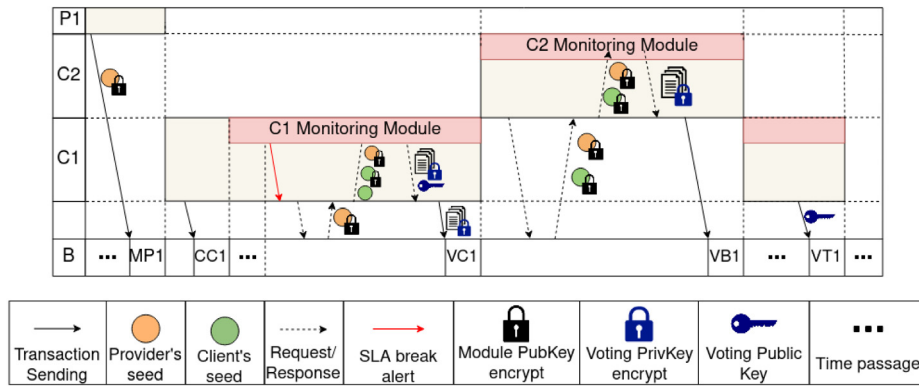 P1
C2
C2 Monitoring Module
C1
C1 Monitoring Module
B
... MP1 CC1 ... VC1 VB1 ... VT1 ...
Transaction
Sending
Provider's
seed
Client's
seed
Request/
Response
SLA break
alert
Module PubKey
encrypt
Voting PrivKey
encrypt
Voting Public
Key
Time passage